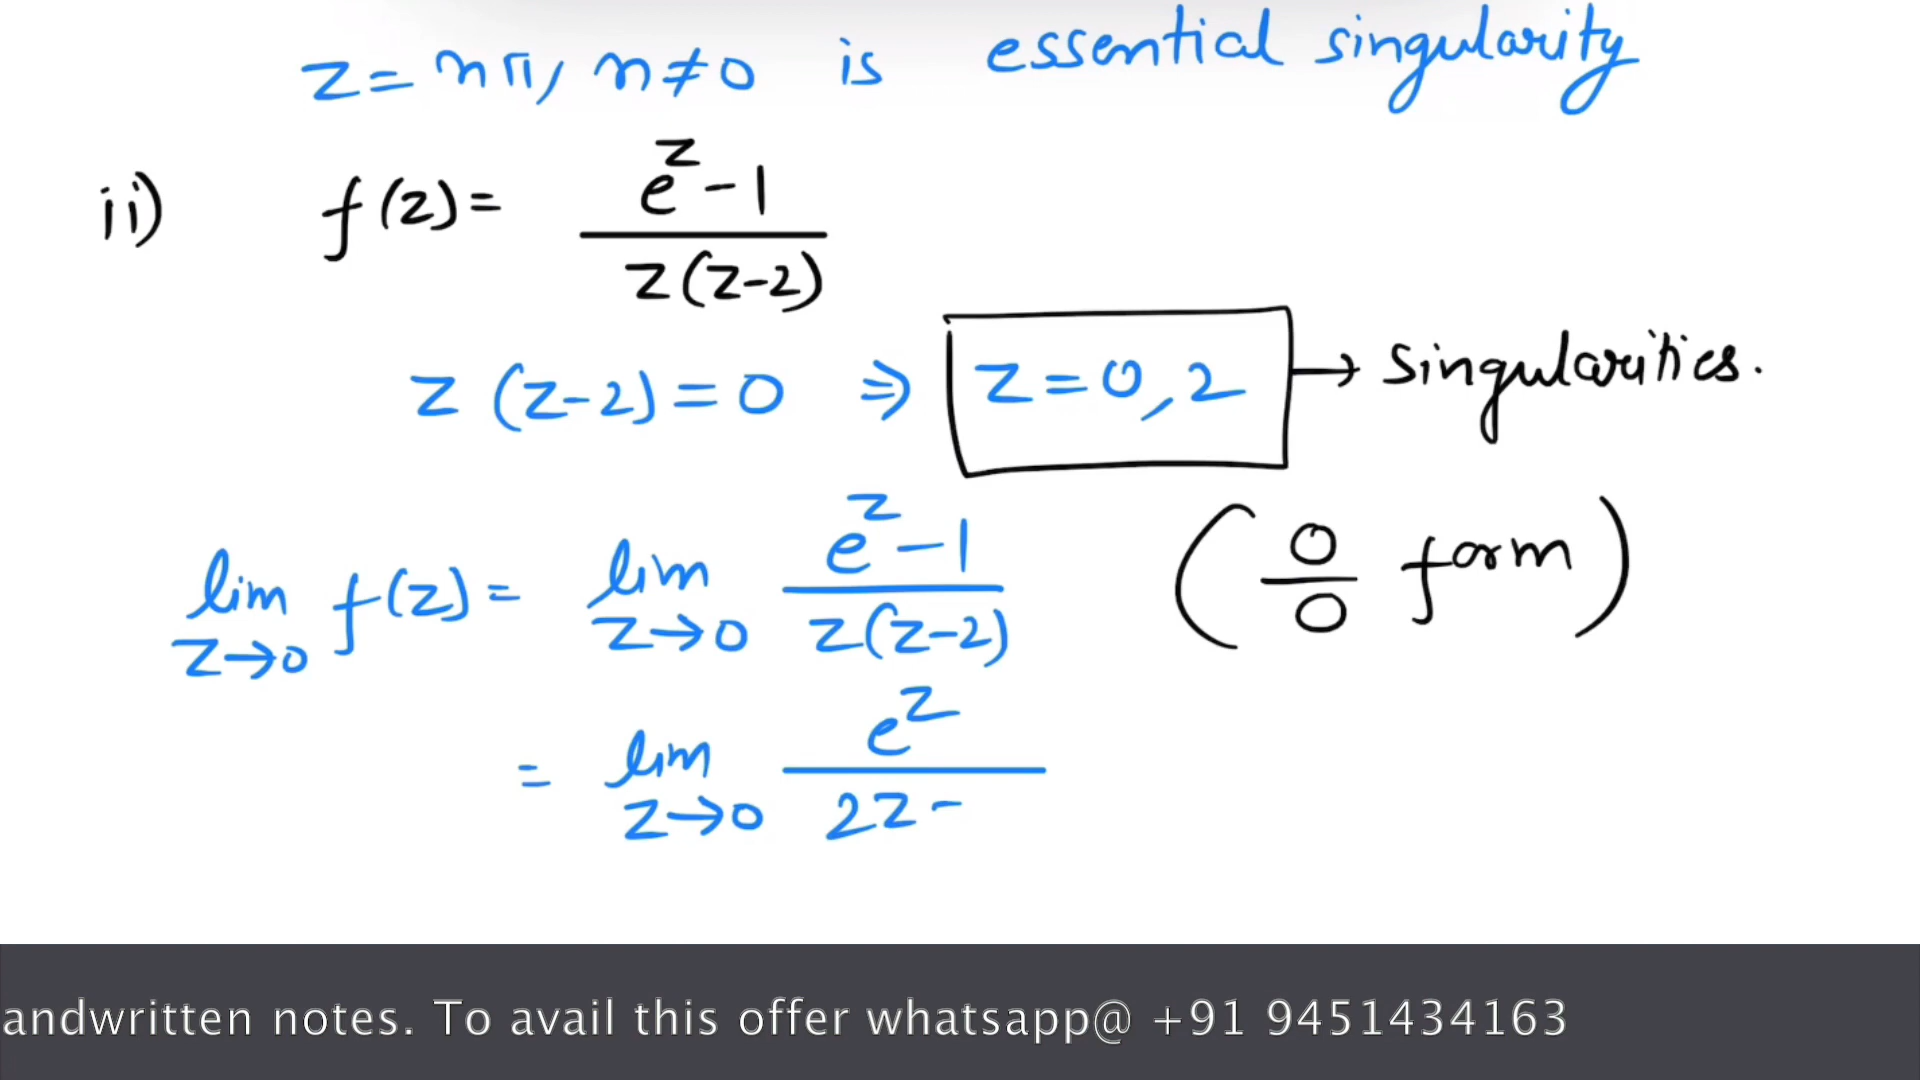 z = nπ, n ≠ 0 is essential singularity
ii) f(z) = e^z - 1 / z(z-2)
z(z-2) = 0 ⇒ z = 0, 2 → singularities.
lim z→0 f(z) = lim z→0 e^z - 1 / z(z-2) (0/0 form)
= lim z→0 e^z / 2z -
andwritten notes. To avail this offer whatsapp@ +91 9451434163